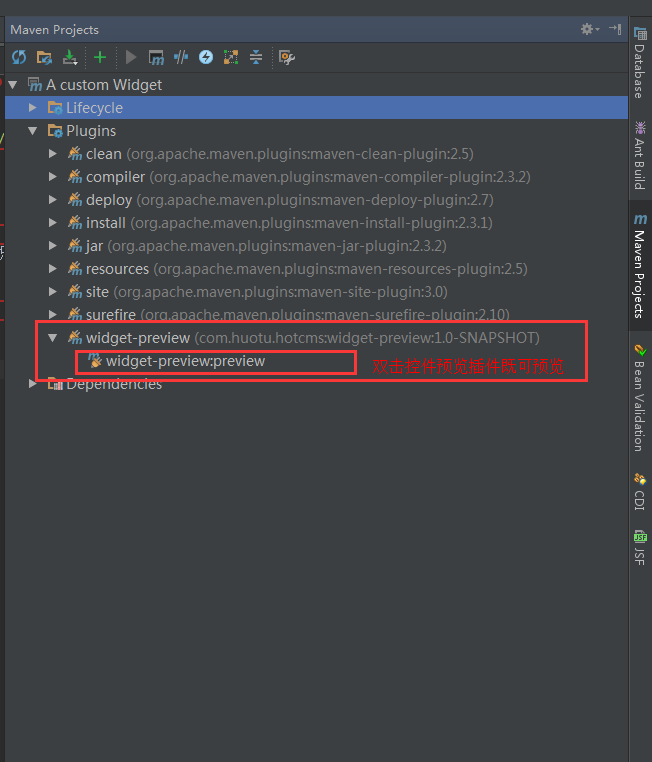 Maven Projects
A custom Widget
Lifecycle
Plugins
clean (org.apache.maven.plugins:maven-clean-plugin:2.5)
compiler (org.apache.maven.plugins:maven-compiler-plugin:2.3.2)
deploy (org.apache.maven.plugins:maven-deploy-plugin:2.7)
install (org.apache.maven.plugins:maven-install-plugin:2.3.1)
jar (org.apache.maven.plugins:maven-jar-plugin:2.3.2)
resources (org.apache.maven.plugins:maven-resources-plugin:2.5)
site (org.apache.maven.plugins:maven-site-plugin:3.0)
surefire (org.apache.maven.plugins:maven-surefire-plugin:2.10)
widget-preview (com.huotu.hotcms:widget-preview:1.0-SNAPSHOT)
widget-preview:preview 双击控件预览插件既可预览
Dependencies
Database
Ant Build
Maven Projects
Bean Validation
CDI
JSF